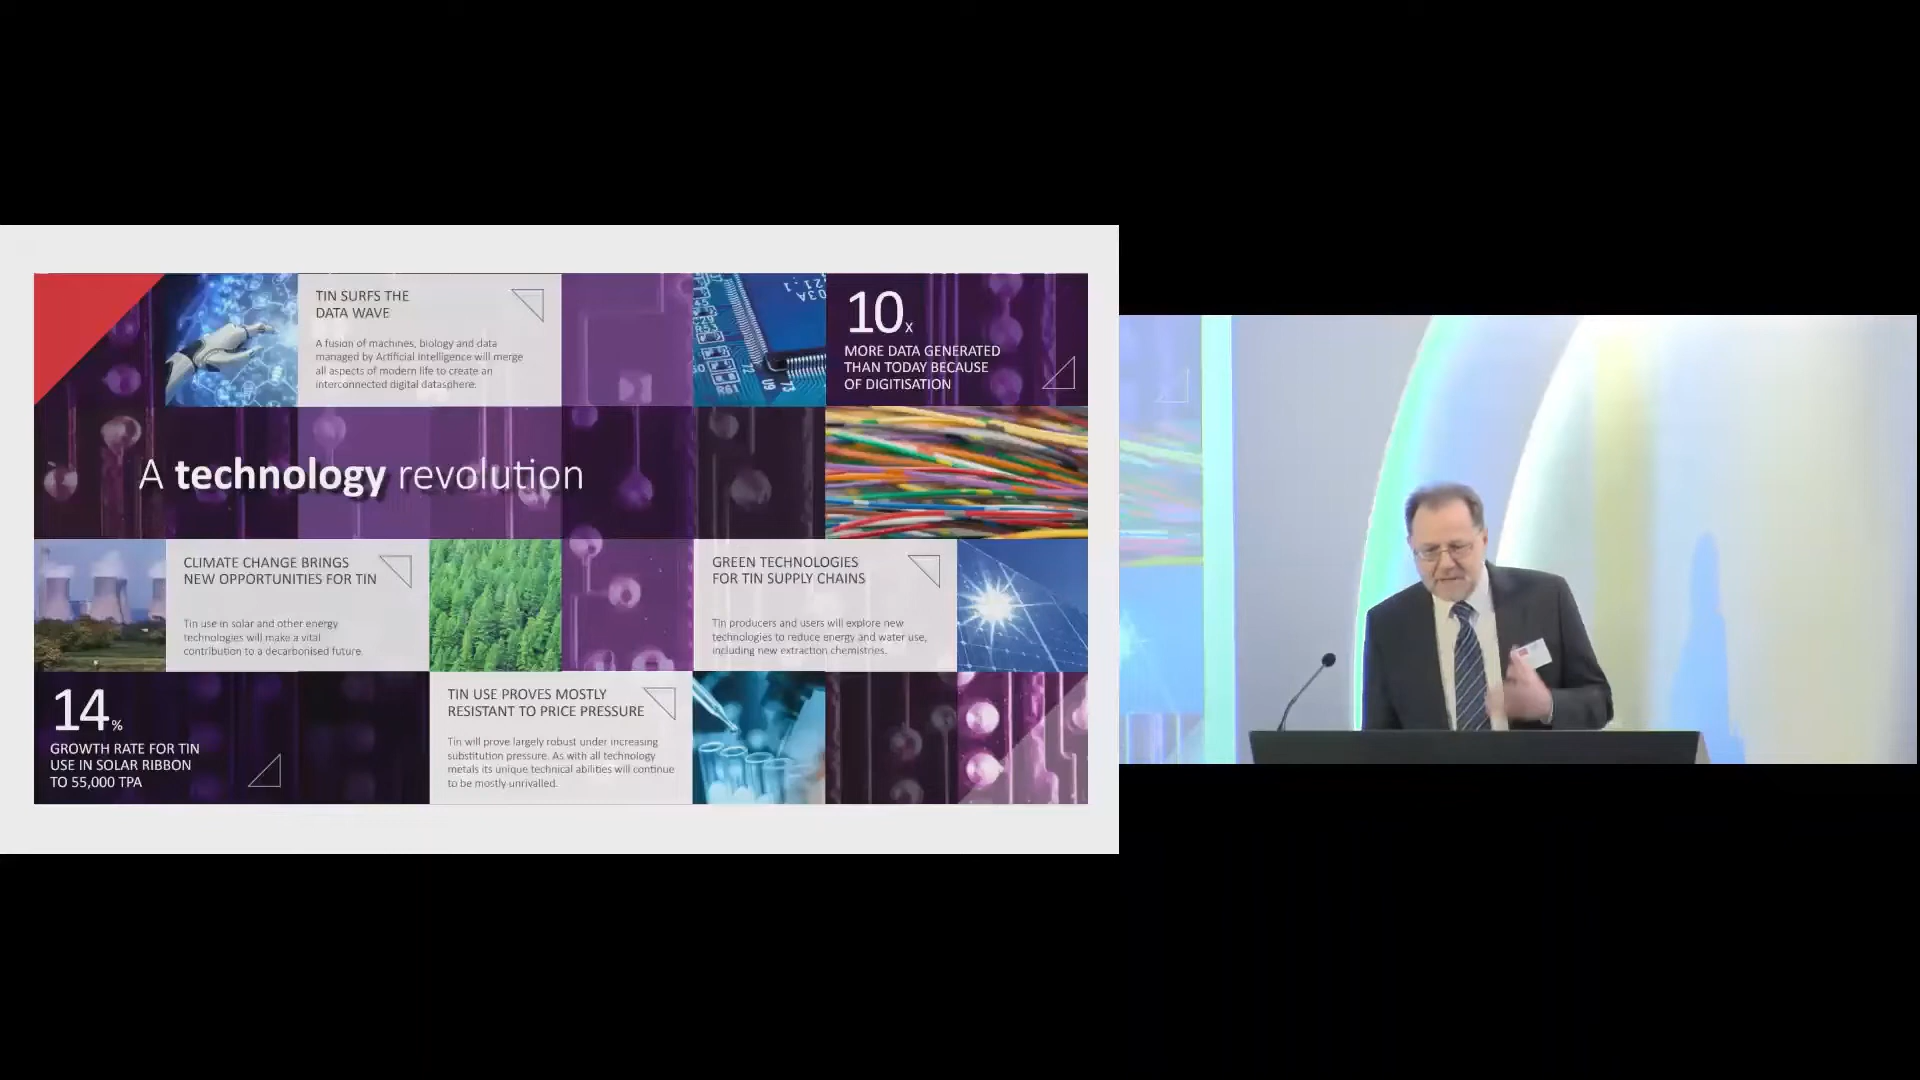 TIN SURFS THE
DATA WAVE
A fusion of machines, biology and data
managed by Artificial Intelligence will merge
all aspects of modern life to create an
interconnected digital datasphere.
10x
MORE DATA GENERATED
THAN TODAY BECAUSE
OF DIGITISATION
A technology revolution
CLIMATE CHANGE BRINGS
NEW OPPORTUNITIES FOR TIN
Tin use in solar and other energy
technologies will make a vital
contribution to a decarbonised future.
GREEN TECHNOLOGIES
FOR TIN SUPPLY CHAINS
Tin producers and users will explore new
technologies to reduce energy and water use,
including new extraction chemistries.
14%
GROWTH RATE FOR TIN
USE IN SOLAR RIBBON
TO 55,000 TPA
TIN USE PROVES MOSTLY
RESISTANT TO PRICE PRESSURE
Tin will prove largely robust under increasing
substitution pressure. As with all technology
metals its unique technical abilities will continue
to be mostly unrivalled.